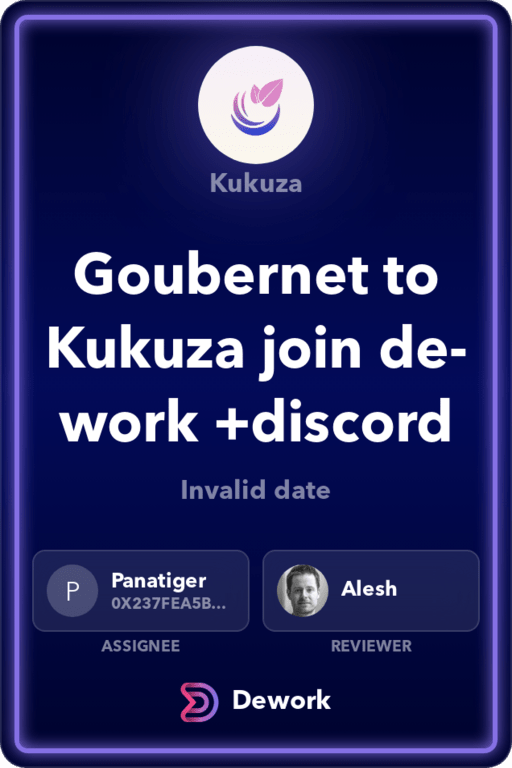 Kukuza
Goubernet to
Kukuza join de-
work +discord
Invalid date
P
Panatiger
0X237FEA5B...
Alesh
ASSIGNEE
REVIEWER
Dework